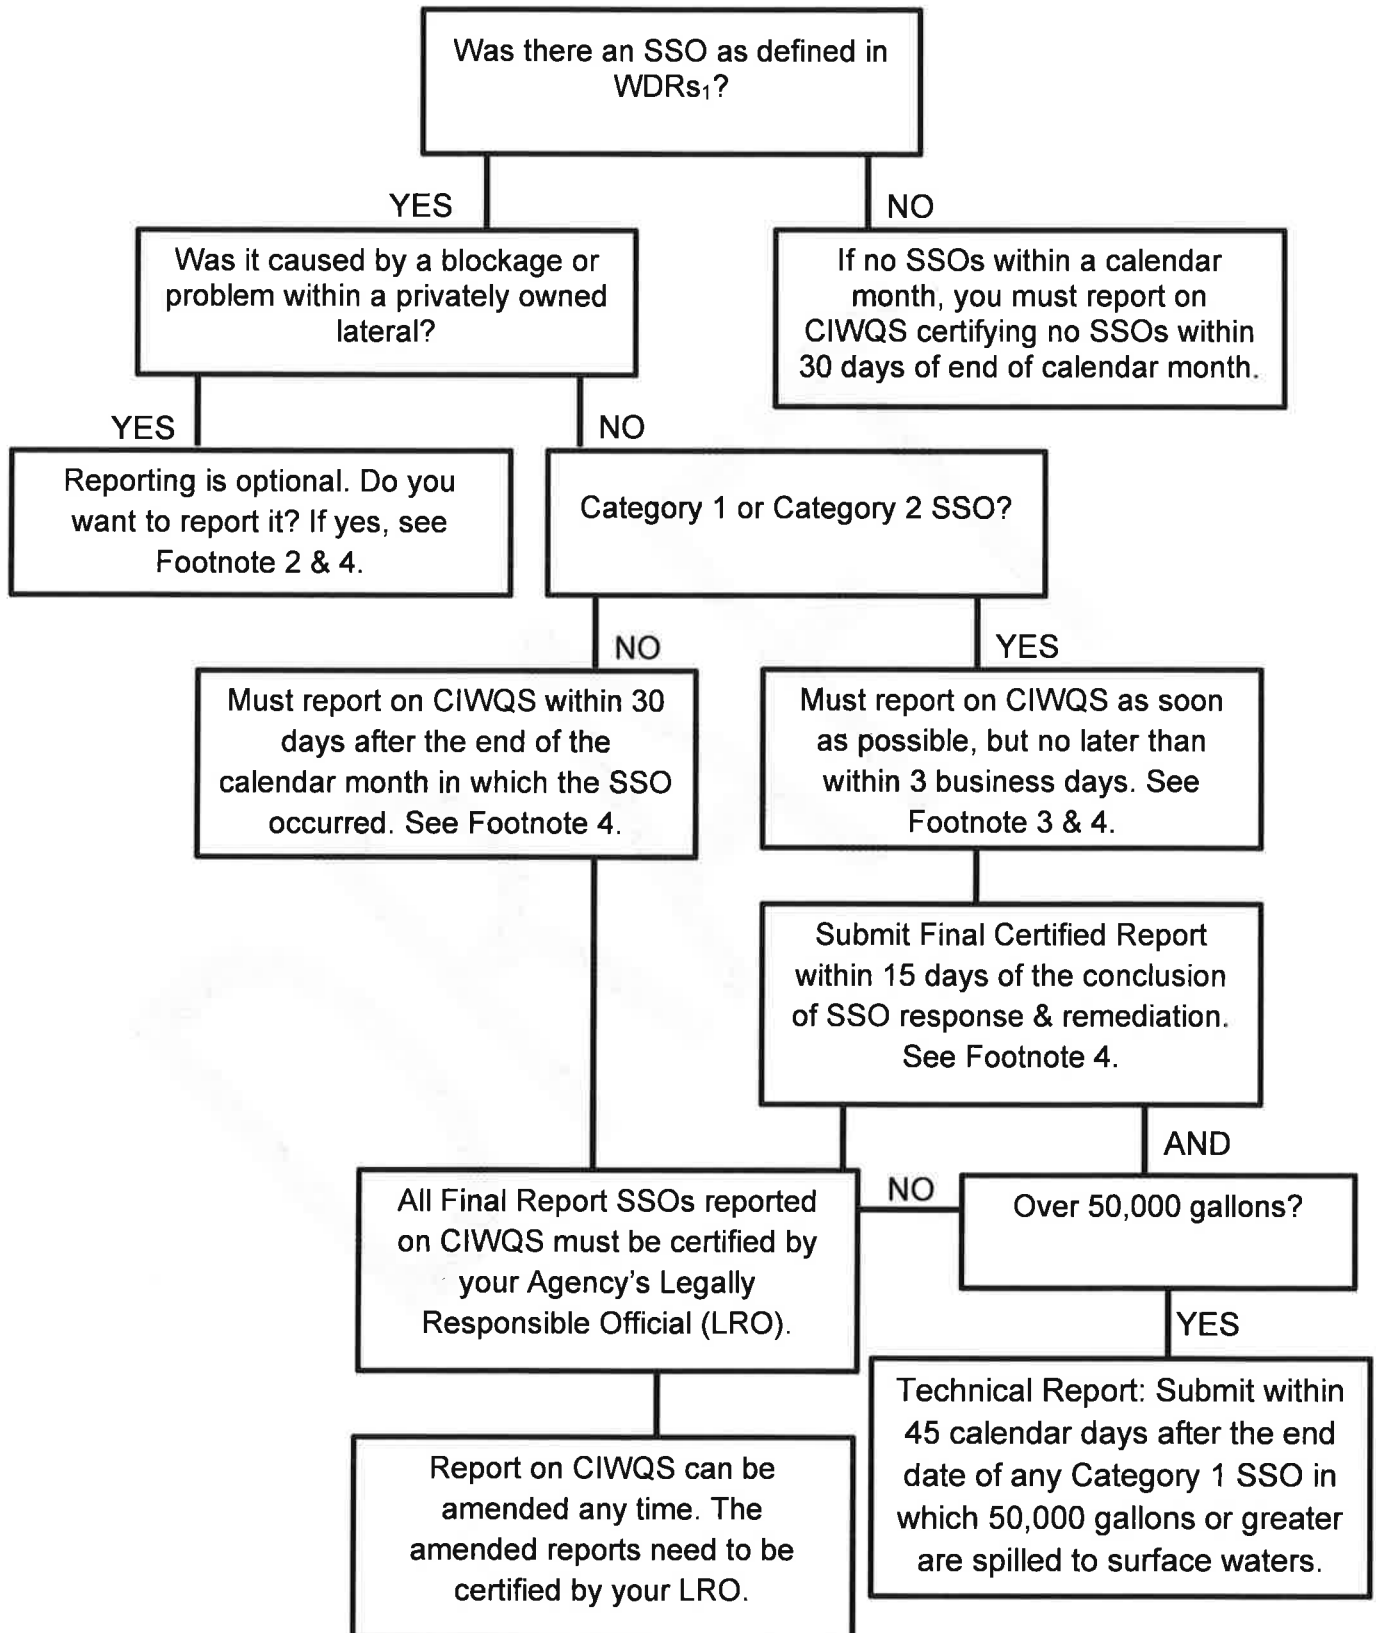 Was there an SSO as defined in
WDRs₁?
YES
NO
Was it caused by a blockage or
problem within a privately owned
lateral?
If no SSOs within a calendar
month, you must report on
CIWQS certifying no SSOs within
30 days of end of calendar month.
YES
NO
Reporting is optional. Do you
want to report it? If yes, see
Footnote 2 & 4.
Category 1 or Category 2 SSO?
NO
YES
Must report on CIWQS within 30
days after the end of the
calendar month in which the SSO
occurred. See Footnote 4.
Must report on CIWQS as soon
as possible, but no later than
within 3 business days. See
Footnote 3 & 4.
Submit Final Certified Report
within 15 days of the conclusion
of SSO response & remediation.
See Footnote 4.
AND
All Final Report SSOs reported
on CIWQS must be certified by
your Agency's Legally
Responsible Official (LRO).
NO
Over 50,000 gallons?
YES
Report on CIWQS can be
amended any time. The
amended reports need to be
certified by your LRO.
Technical Report: Submit within
45 calendar days after the end
date of any Category 1 SSO in
which 50,000 gallons or greater
are spilled to surface waters.